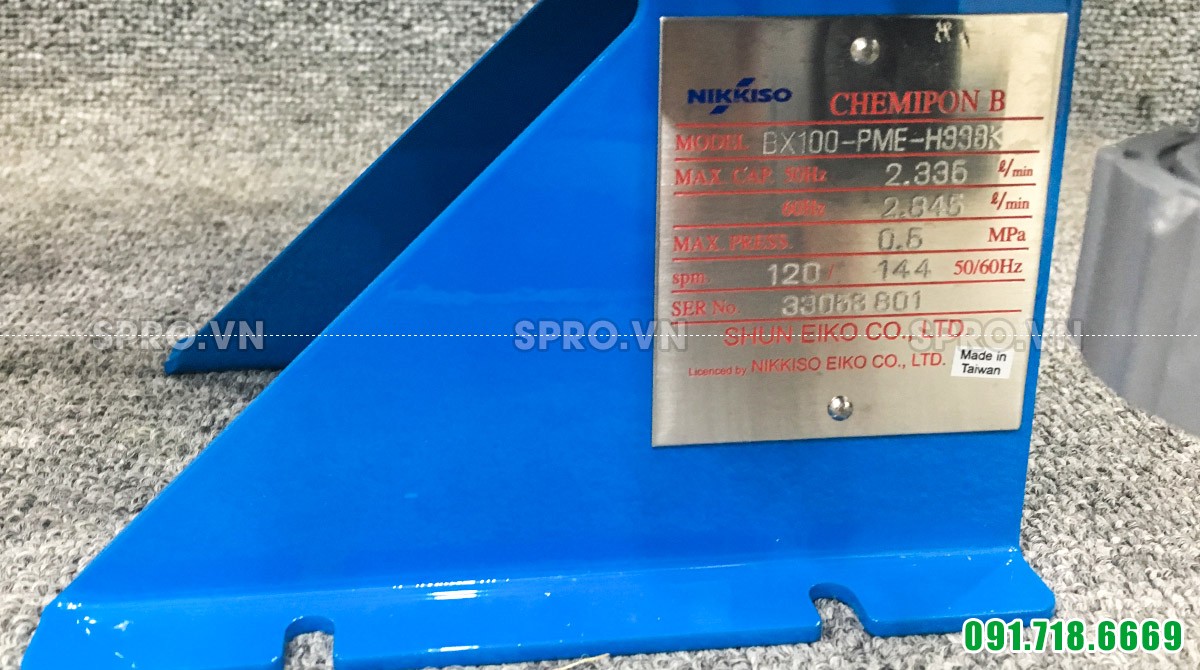 NIKKISO CHEMIPON B
MODEL BX100-PME-H99BK
MAX. CAP. 50Hz 2.335 ℓ/min
60Hz 2.845 ℓ/min
MAX. PRESS. 0.5 MPa
spm. 120 / 144 50/60Hz
SER No. 801
SHUN EIKO CO., LTD.
Licenced by NIKKISO EIKO CO., LTD.
Made in
Taiwan
SPRO.VN SPRO.VN SPRO.VN
091.718.6669